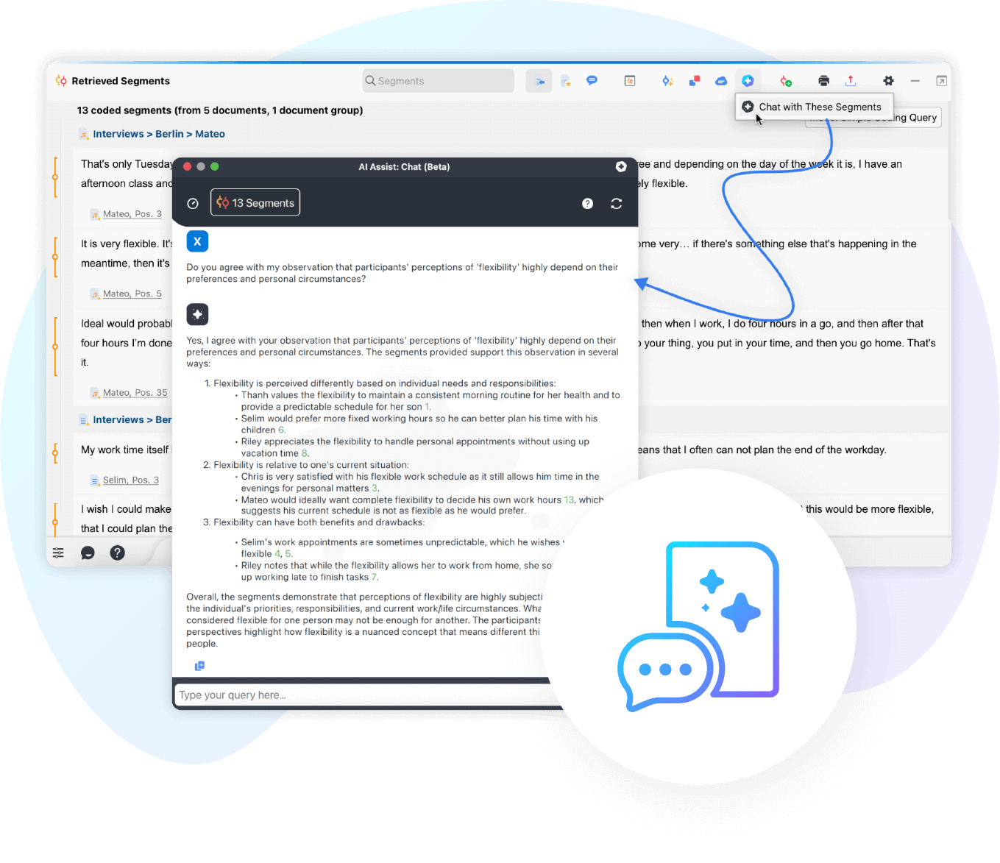 Retrieved Segments
Segments
Chat with These Segments
Simple Coding Query
13 coded segments (from 5 documents, 1 document group)
Interviews > Berlin > Mateo
That's only Tuesday
ee and depending on the day of the week it is, I have an
afternoon class and
ely flexible.
Mateo, Pos. 3
It is very flexible. It's
ome very… if there's something else that's happening in the
meantime, then it's
Mateo, Pos. 5
Ideal would probabl
then when I work, I do four hours in a go, and then after that
four hours I'm done
o your thing, you put in your time, and then you go home. That's
it.
Mateo, Pos. 35
Interviews > Ber
My work time itself
eans that I often can not plan the end of the workday.
Selim, Pos. 3
I wish I could make
this would be more flexible,
that I could plan the
AI Assist: Chat (Beta)
13 Segments
?
X
Do you agree with my observation that participants' perceptions of 'flexibility' highly depend on their
preferences and personal circumstances?
Yes, I agree with your observation that participants' perceptions of 'flexibility' highly depend on their
preferences and personal circumstances. The segments provided support this observation in several
ways:
1. Flexibility is perceived differently based on individual needs and responsibilities:
• Thanh values the flexibility to maintain a consistent morning routine for her health and to
provide a predictable schedule for her son 1.
• Selim would prefer more fixed working hours so he can better plan his time with his
children 6.
• Riley appreciates the flexibility to handle personal appointments without using up
vacation time 8.
2. Flexibility is relative to one's current situation:
• Chris is very satisfied with his flexible work schedule as it still allows him time in the
evenings for personal matters 3.
• Mateo would ideally want complete flexibility to decide his own work hours 13, which
suggests his current schedule is not as flexible as he would prefer.
3. Flexibility can have both benefits and drawbacks:
• Selim's work appointments are sometimes unpredictable, which he wishes
flexible 4, 5.
• Riley notes that while the flexibility allows her to work from home, she so
up working late to finish tasks 7.
Overall, the segments demonstrate that perceptions of flexibility are highly subjecti
the individual's priorities, responsibilities, and current work/life circumstances. Wha
considered flexible for one person may not be enough for another. The participants
perspectives highlight how flexibility is a nuanced concept that means different thi
people.
Type your query here...
?